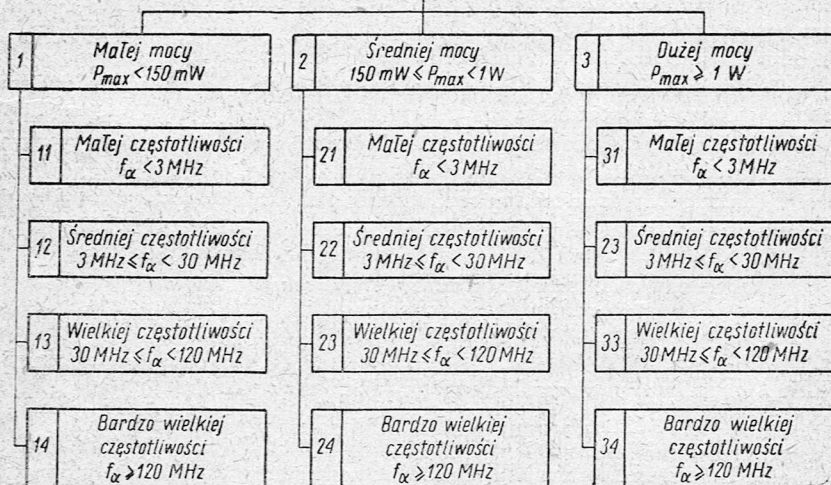 1
Małej mocy
Pmax < 150 mW
11
Małej częstotliwości
fα < 3 MHz
12
Średniej częstotliwości
3 MHz ⩽ fα < 30 MHz
13
Wielkiej częstotliwości
30 MHz ⩽ fα < 120 MHz
14
Bardzo wielkiej
częstotliwości
fα ⩾ 120 MHz
2
Średniej mocy
150 mW ⩽ Pmax < 1 W
21
Małej częstotliwości
fα < 3 MHz
22
Średniej częstotliwości
3 MHz ⩽ fα < 30 MHz
23
Wielkiej częstotliwości
30 MHz ⩽ fα < 120 MHz
24
Bardzo wielkiej
częstotliwości
fα ⩾ 120 MHz
3
Dużej mocy
Pmax ⩾ 1 W
31
Małej częstotliwości
fα < 3 MHz
23
Średniej częstotliwości
3 MHz ⩽ fα < 30 MHz
33
Wielkiej częstotliwości
30 MHz ⩽ fα < 120 MHz
34
Bardzo wielkiej
częstotliwości
fα ⩾ 120 MHz